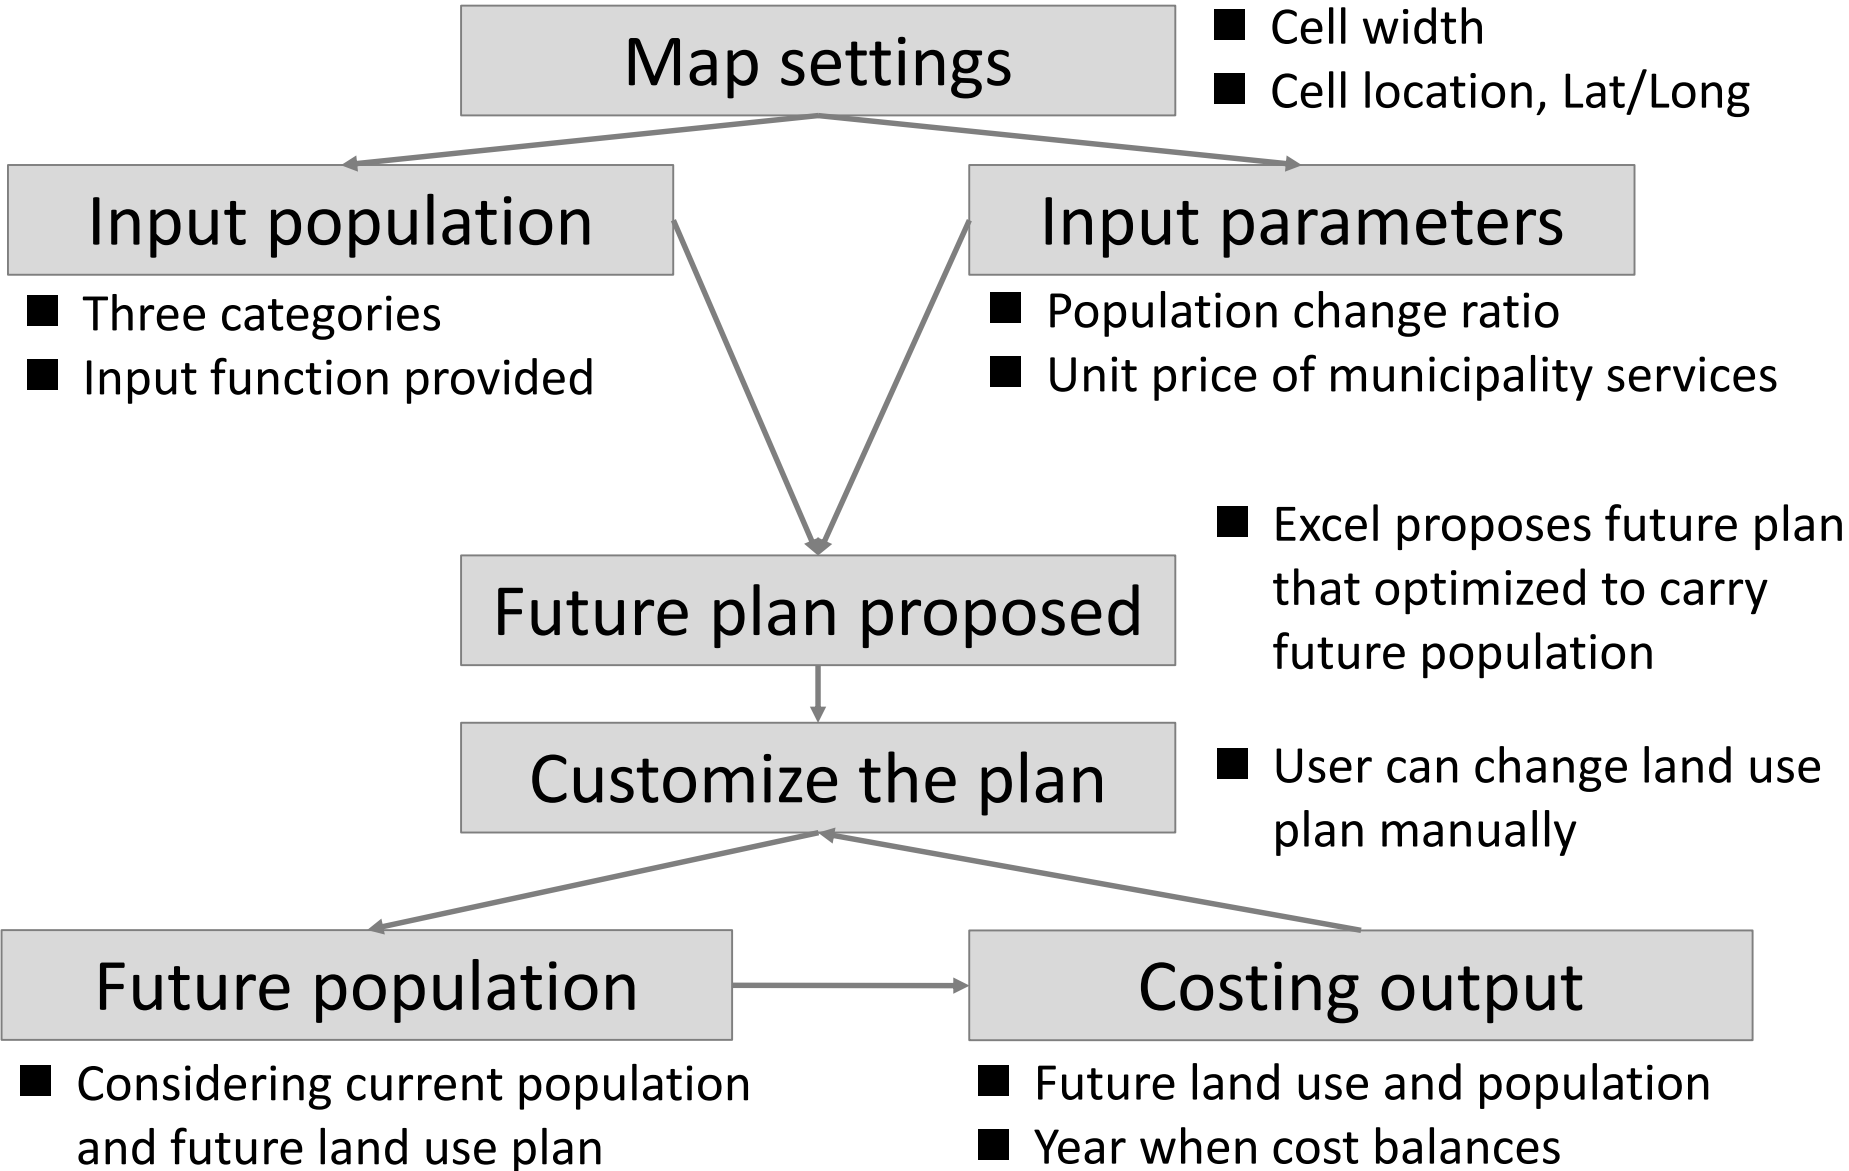 Map settings
■ Cell width
■ Cell location, Lat/Long
Input population
■ Three categories
■ Input function provided
Input parameters
■ Population change ratio
■ Unit price of municipality services
Future plan proposed
■ Excel proposes future plan
that optimized to carry
future population
Customize the plan
■ User can change land use
plan manually
Future population
■ Considering current population
and future land use plan
Costing output
■ Future land use and population
■ Year when cost balances